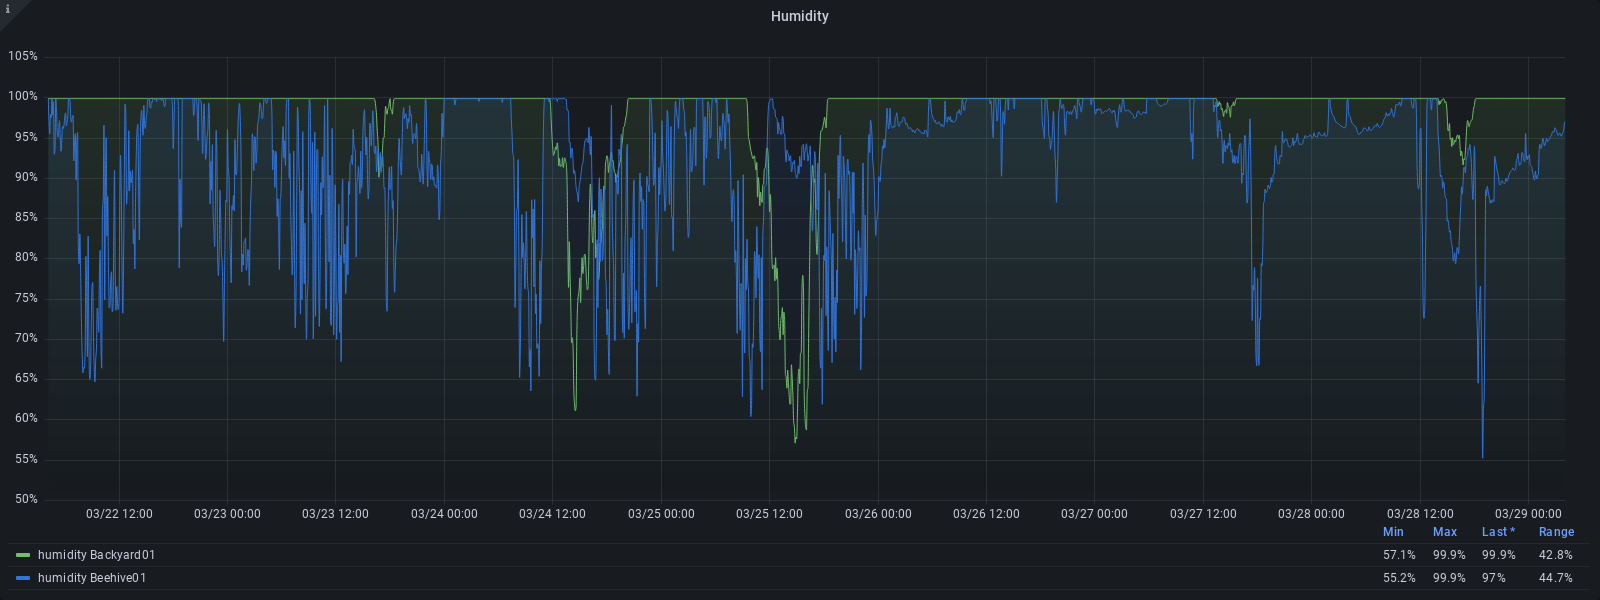 i
Humidity
105%
100%
95%
90%
85%
80%
75%
70%
65%
60%
55%
50%
03/22 12:00 03/23 00:00 03/23 12:00 03/24 00:00 03/24 12:00 03/25 00:00 03/25 12:00 03/26 00:00 03/26 12:00 03/27 00:00 03/27 12:00 03/28 00:00 03/28 12:00 03/29 00:00
Min Max Last * Range
humidity Backyard01 57.1% 99.9% 99.9% 42.8%
humidity Beehive01 55.2% 99.9% 97% 44.7%